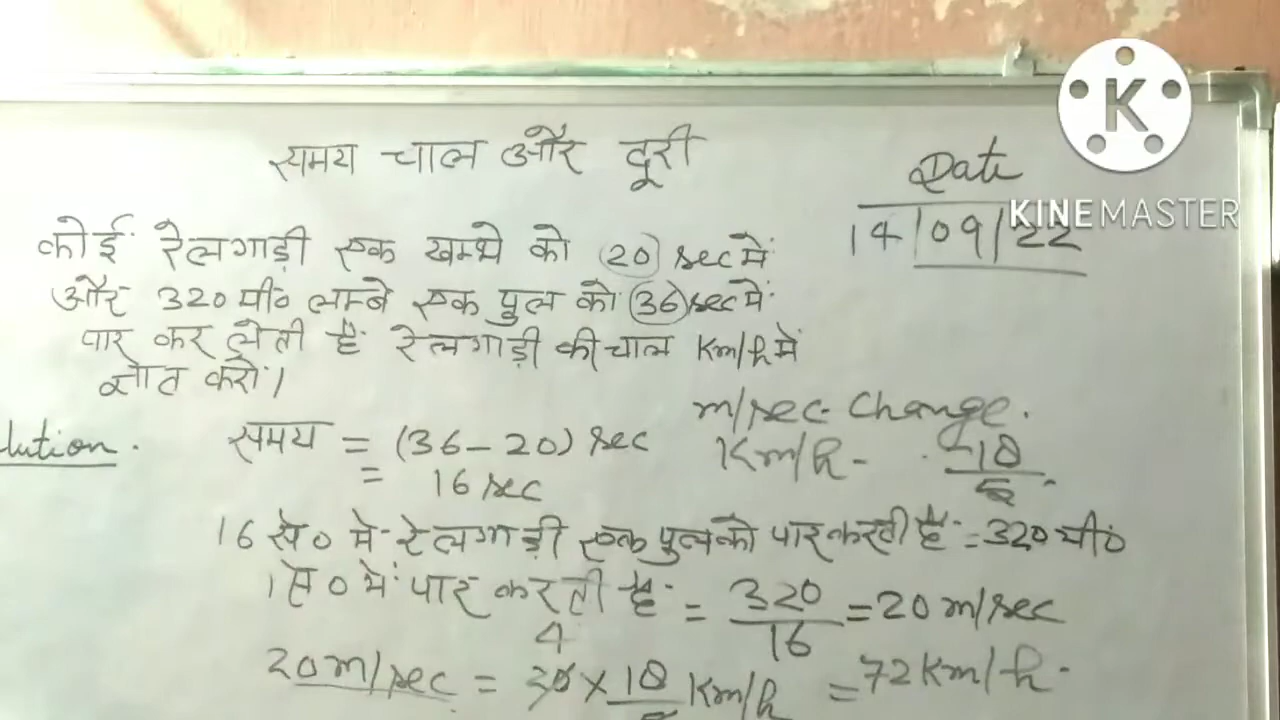 समय चाल और दूरी
Date
14/09/22
KINEMASTER
K
कोई रेलगाड़ी एक खम्भे को 20 sec में
और 320 मी० लम्बे एक पुल को 36 sec में
पार कर लेती है रेलगाड़ी की चाल Km/h में
ज्ञात करो।
lution.
समय = (36-20) sec
= 16 sec
m/sec. Change.
Km/h - 18/5
16 से० में रेलगाड़ी एक पुल को पार करती है = 320 मी०
1 से० में पार करती है = 320/16 = 20 m/sec
4
20m/sec = 20 × 18/5 Km/h = 72 Km/h.